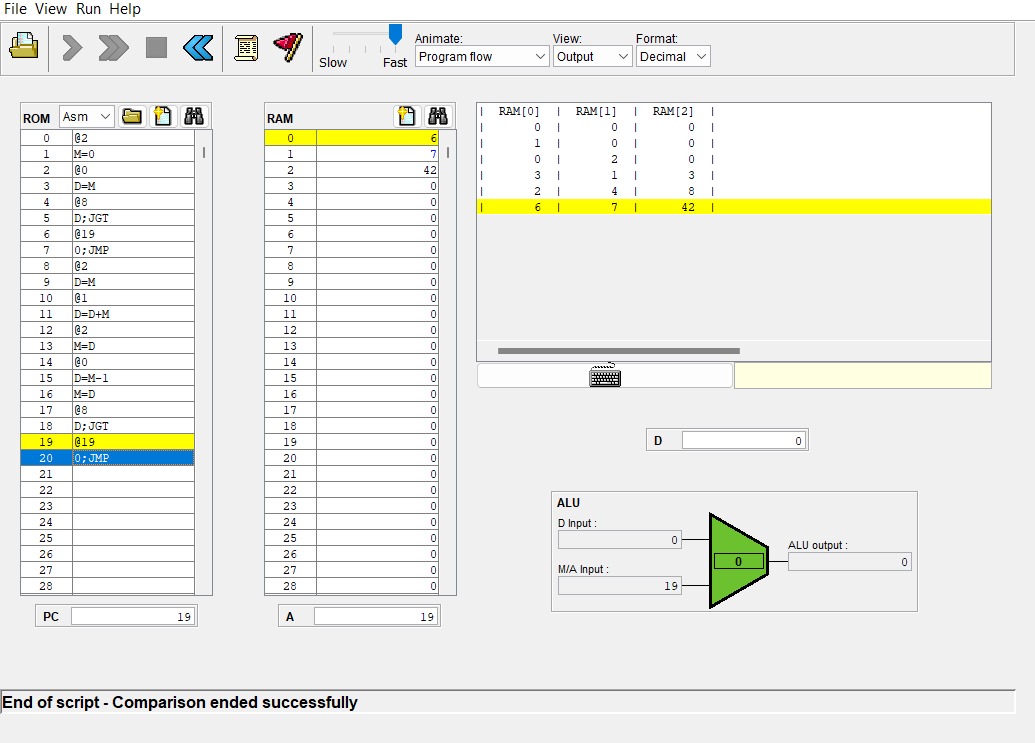 File View Run Help
Slow Fast
Animate: View: Format:
Program flow Output Decimal
ROM Asm
0 @2
1 M=0
2 @0
3 D=M
4 @8
5 D;JGT
6 @19
7 0;JMP
8 @2
9 D=M
10 @1
11 D=D+M
12 @2
13 M=D
14 @0
15 D=M-1
16 M=D
17 @8
18 D;JGT
19 @19
20 0;JMP
21
22
23
24
25
26
27
28
PC 19
RAM
0 6
1 7
2 42
3 0
4 0
5 0
6 0
7 0
8 0
9 0
10 0
11 0
12 0
13 0
14 0
15 0
16 0
17 0
18 0
19 0
20 0
21 0
22 0
23 0
24 0
25 0
26 0
27 0
28 0
A 19
| RAM[0] | RAM[1] | RAM[2] |
| 0 | 0 | 0 |
| 1 | 0 | 0 |
| 0 | 2 | 0 |
| 3 | 1 | 3 |
| 2 | 4 | 8 |
| 6 | 7 | 42 |
D 0
ALU
D Input :
0
M/A Input :
19
0
ALU output :
0
End of script - Comparison ended successfully